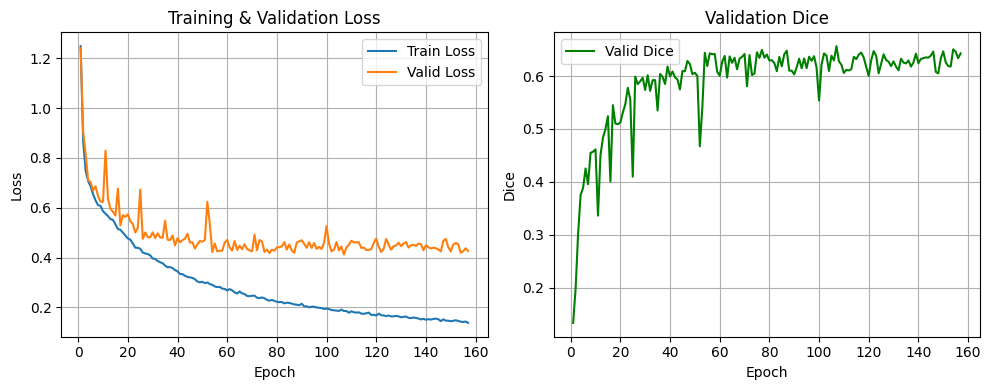 Training & Validation Loss
Train Loss
Valid Loss
1.2
1.0
0.8
0.6
0.4
0.2
Loss
0 20 40 60 80 100 120 140 160
Epoch
Validation Dice
Valid Dice
0.6
0.5
0.4
0.3
0.2
Dice
0 20 40 60 80 100 120 140 160
Epoch